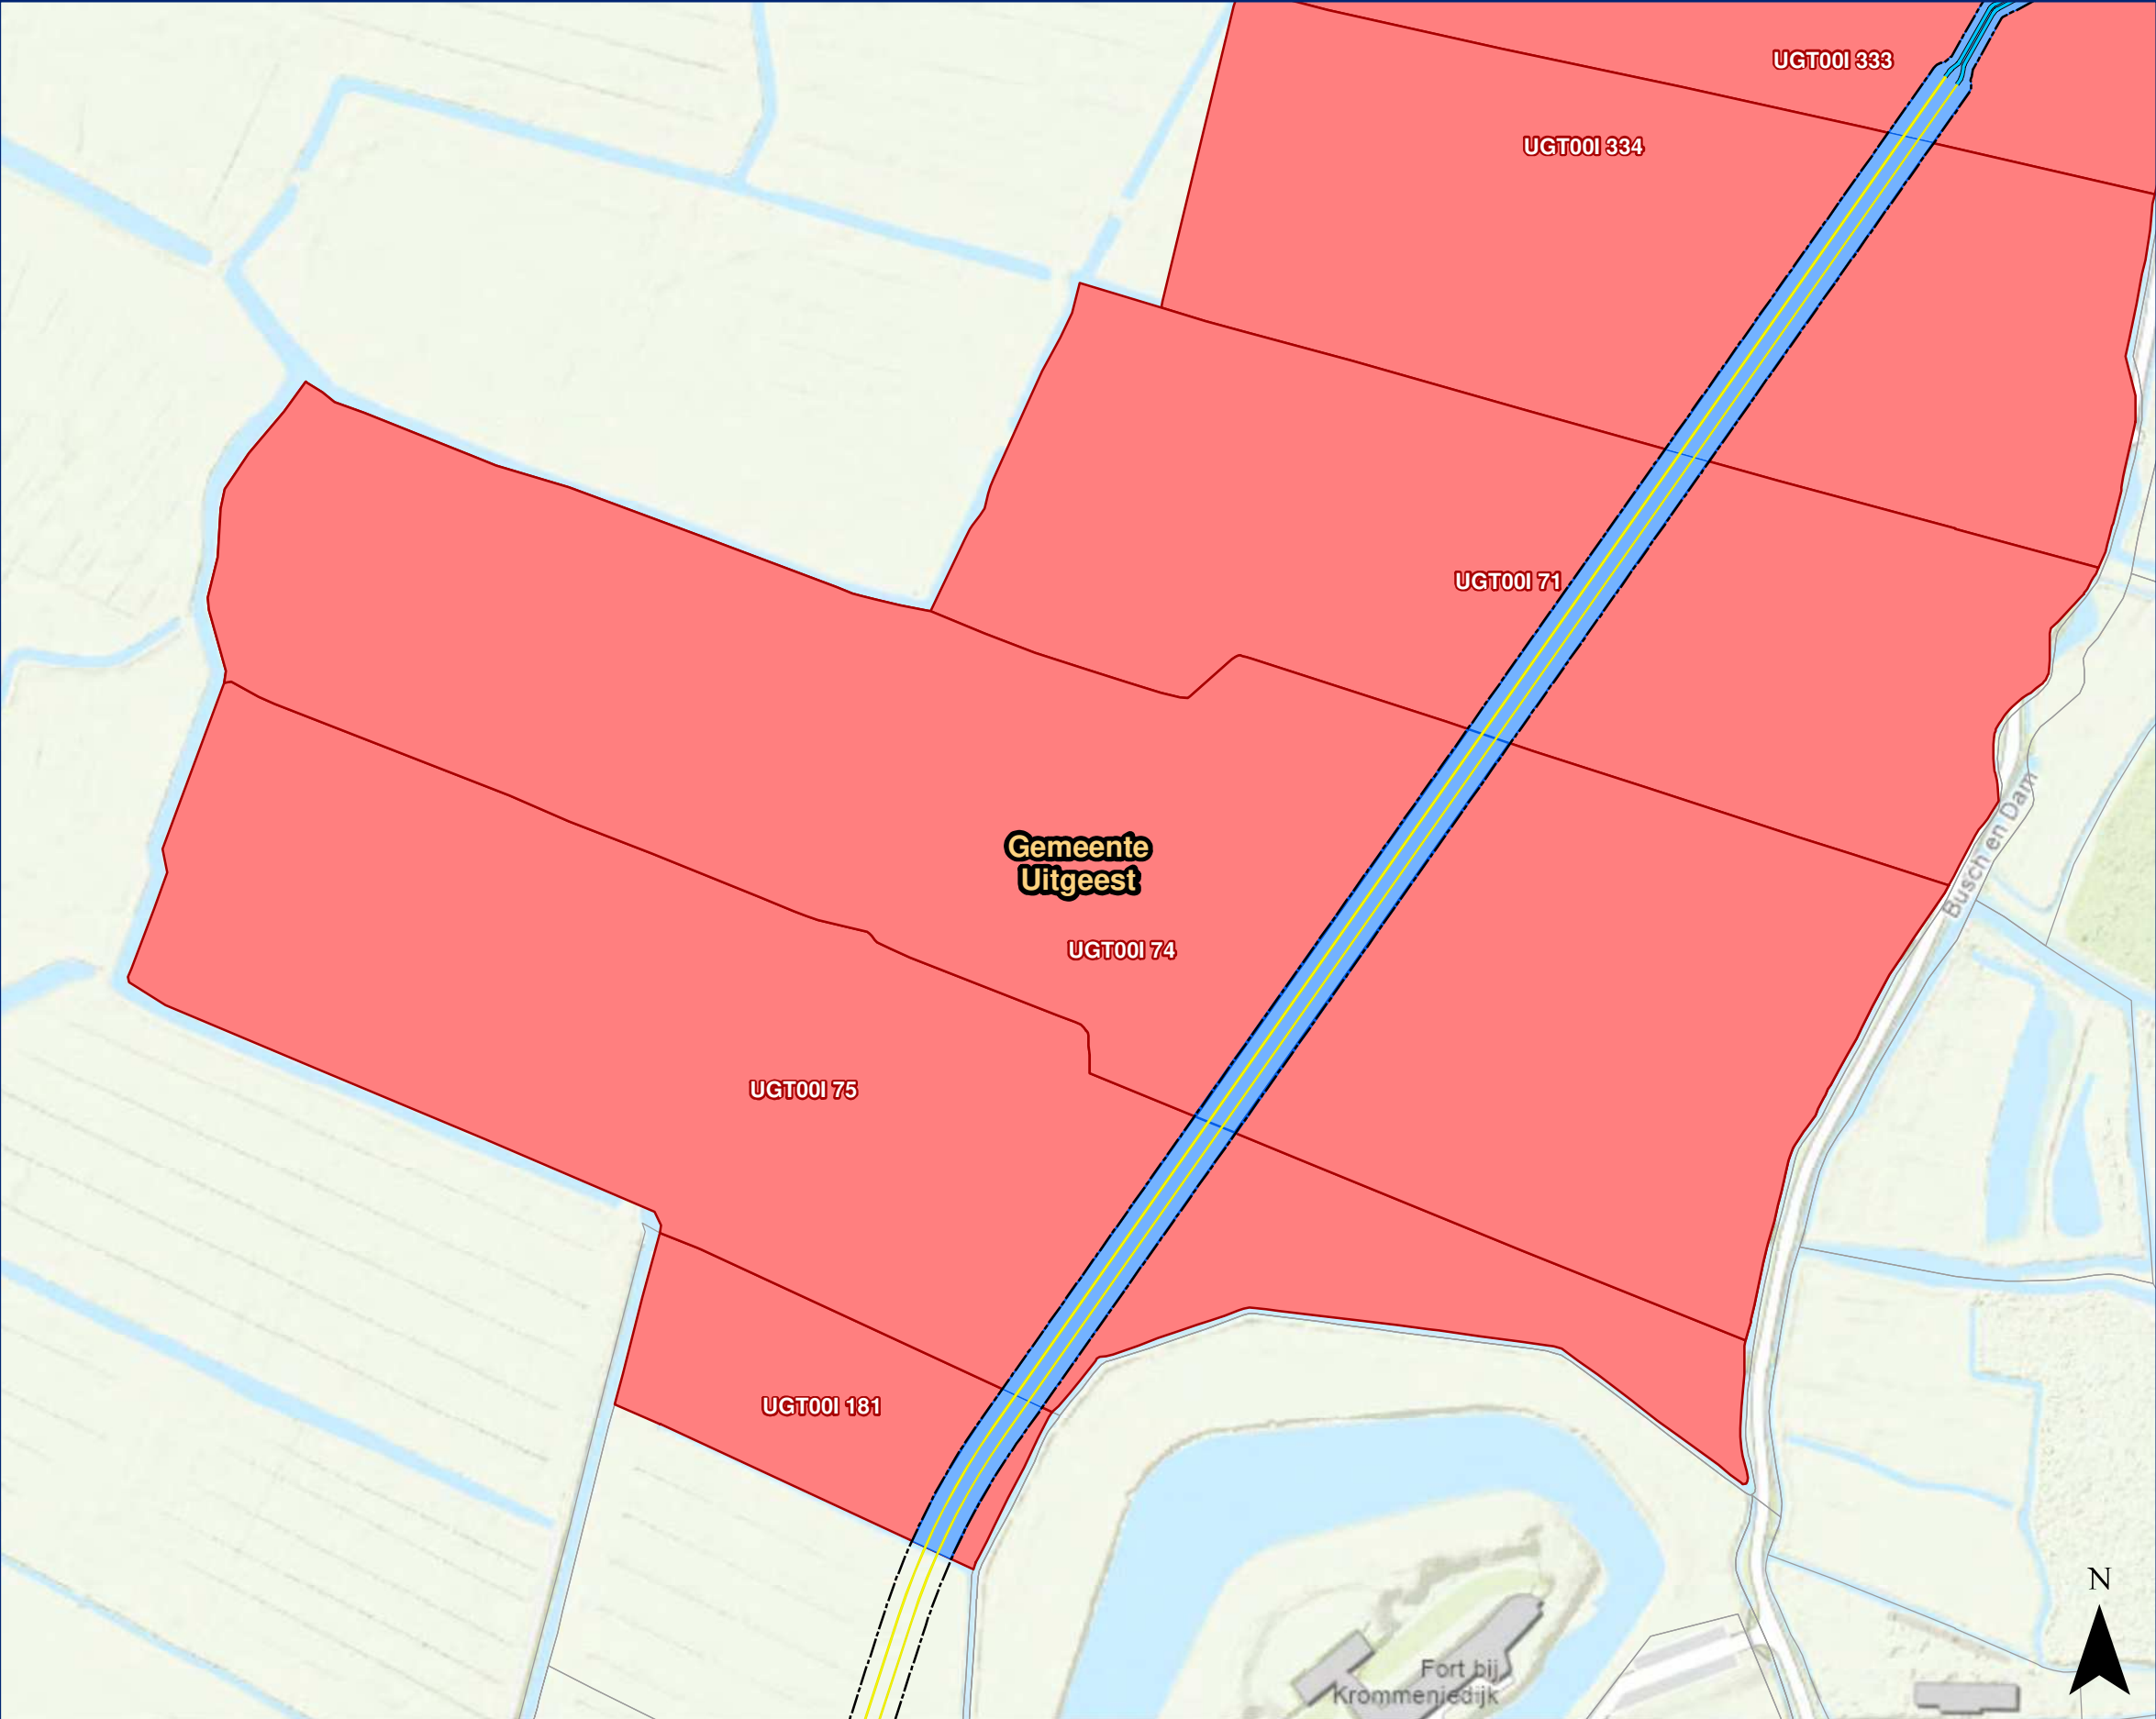 UGT00I 333
UGT00I 334
UGT00I 71
Gemeente
Uitgeest
Busch en Dam
UGT00I 74
UGT00I 75
UGT00I 181
N
Fort bij
Krommeniedijk